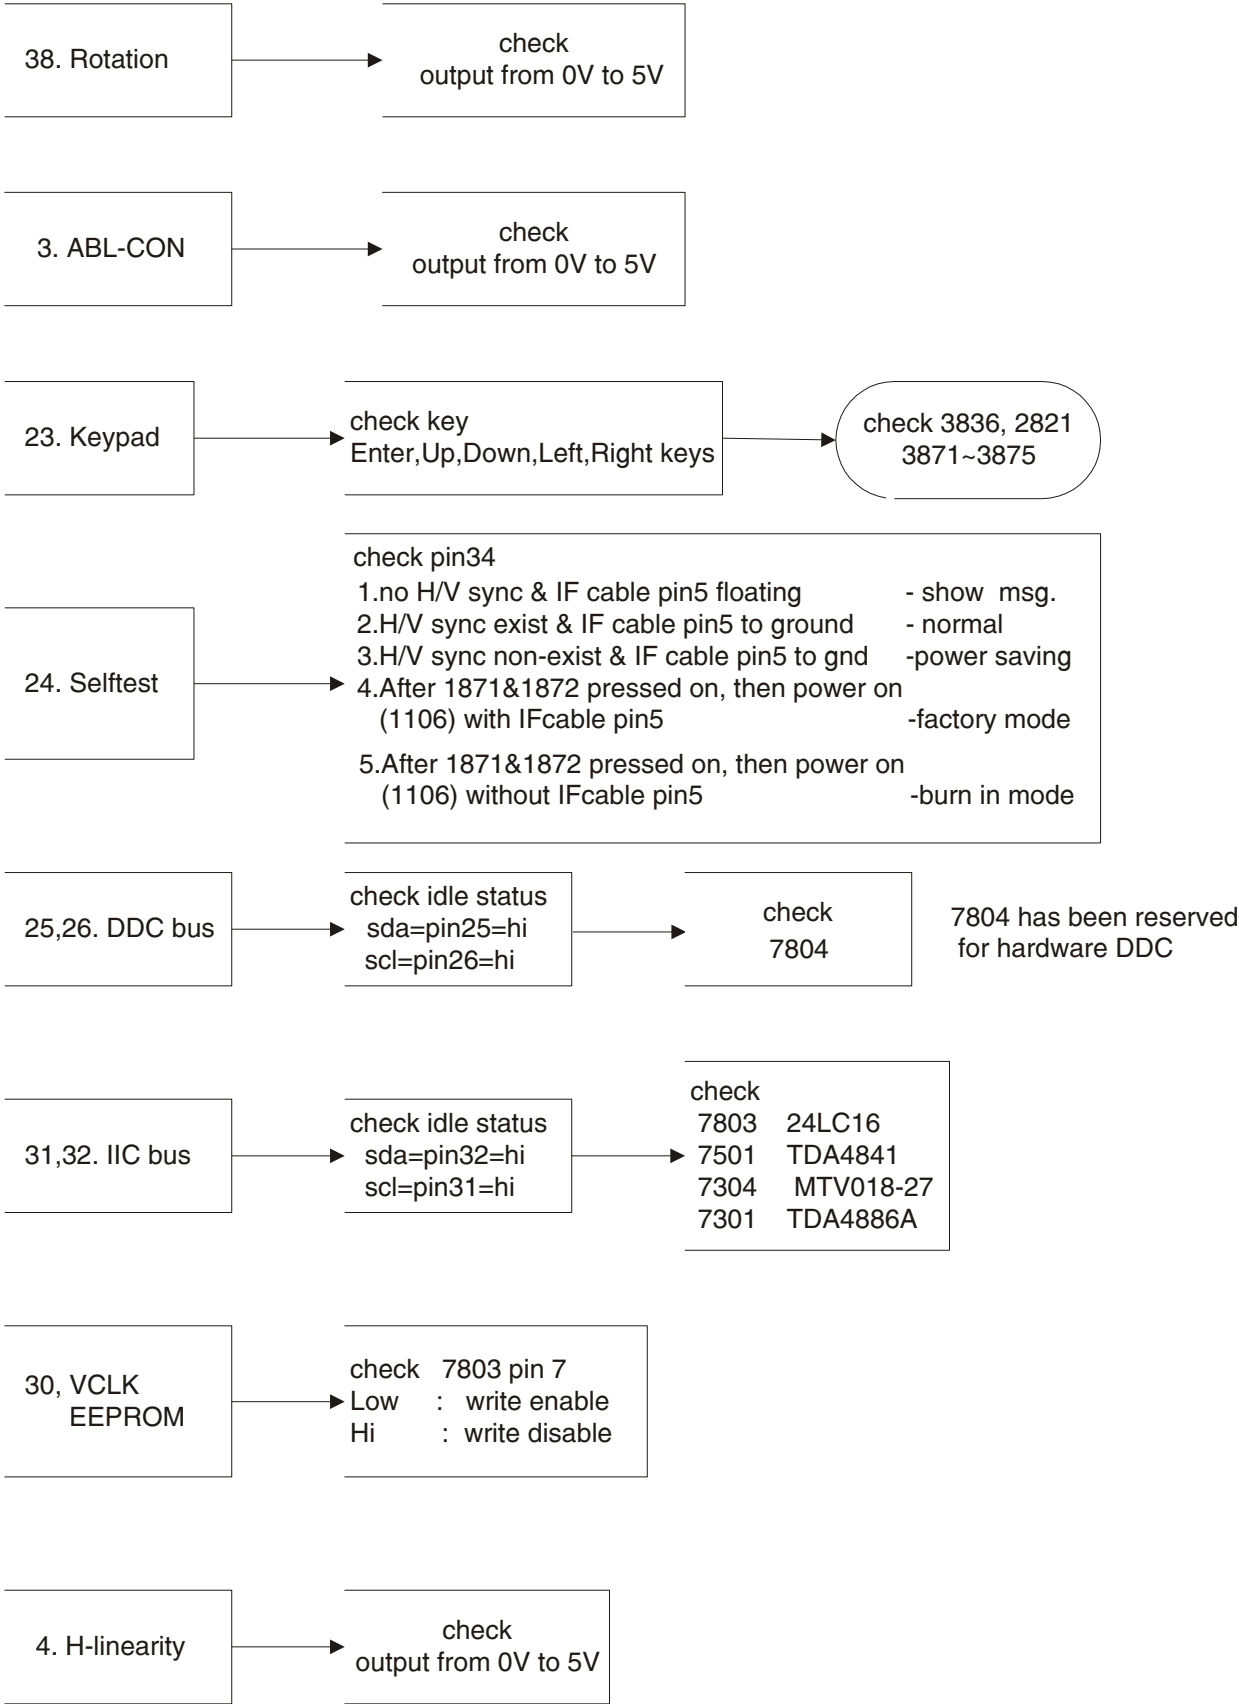 38. Rotation
check
output from 0V to 5V
3. ABL-CON
check
output from 0V to 5V
23. Keypad
check key
Enter,Up,Down,Left,Right keys
check 3836, 2821
3871~3875
24. Selftest
check pin34
1.no H/V sync & IF cable pin5 floating - show msg.
2.H/V sync exist & IF cable pin5 to ground - normal
3.H/V sync non-exist & IF cable pin5 to gnd -power saving
4.After 1871&1872 pressed on, then power on
(1106) with IFcable pin5 -factory mode
5.After 1871&1872 pressed on, then power on
(1106) without IFcable pin5 -burn in mode
25,26. DDC bus
check idle status
sda=pin25=hi
scl=pin26=hi
check
7804
7804 has been reserved
for hardware DDC
31,32. IIC bus
check idle status
sda=pin32=hi
scl=pin31=hi
check
7803 24LC16
7501 TDA4841
7304 MTV018-27
7301 TDA4886A
30, VCLK
EEPROM
check 7803 pin 7
Low : write enable
Hi : write disable
4. H-linearity
check
output from 0V to 5V